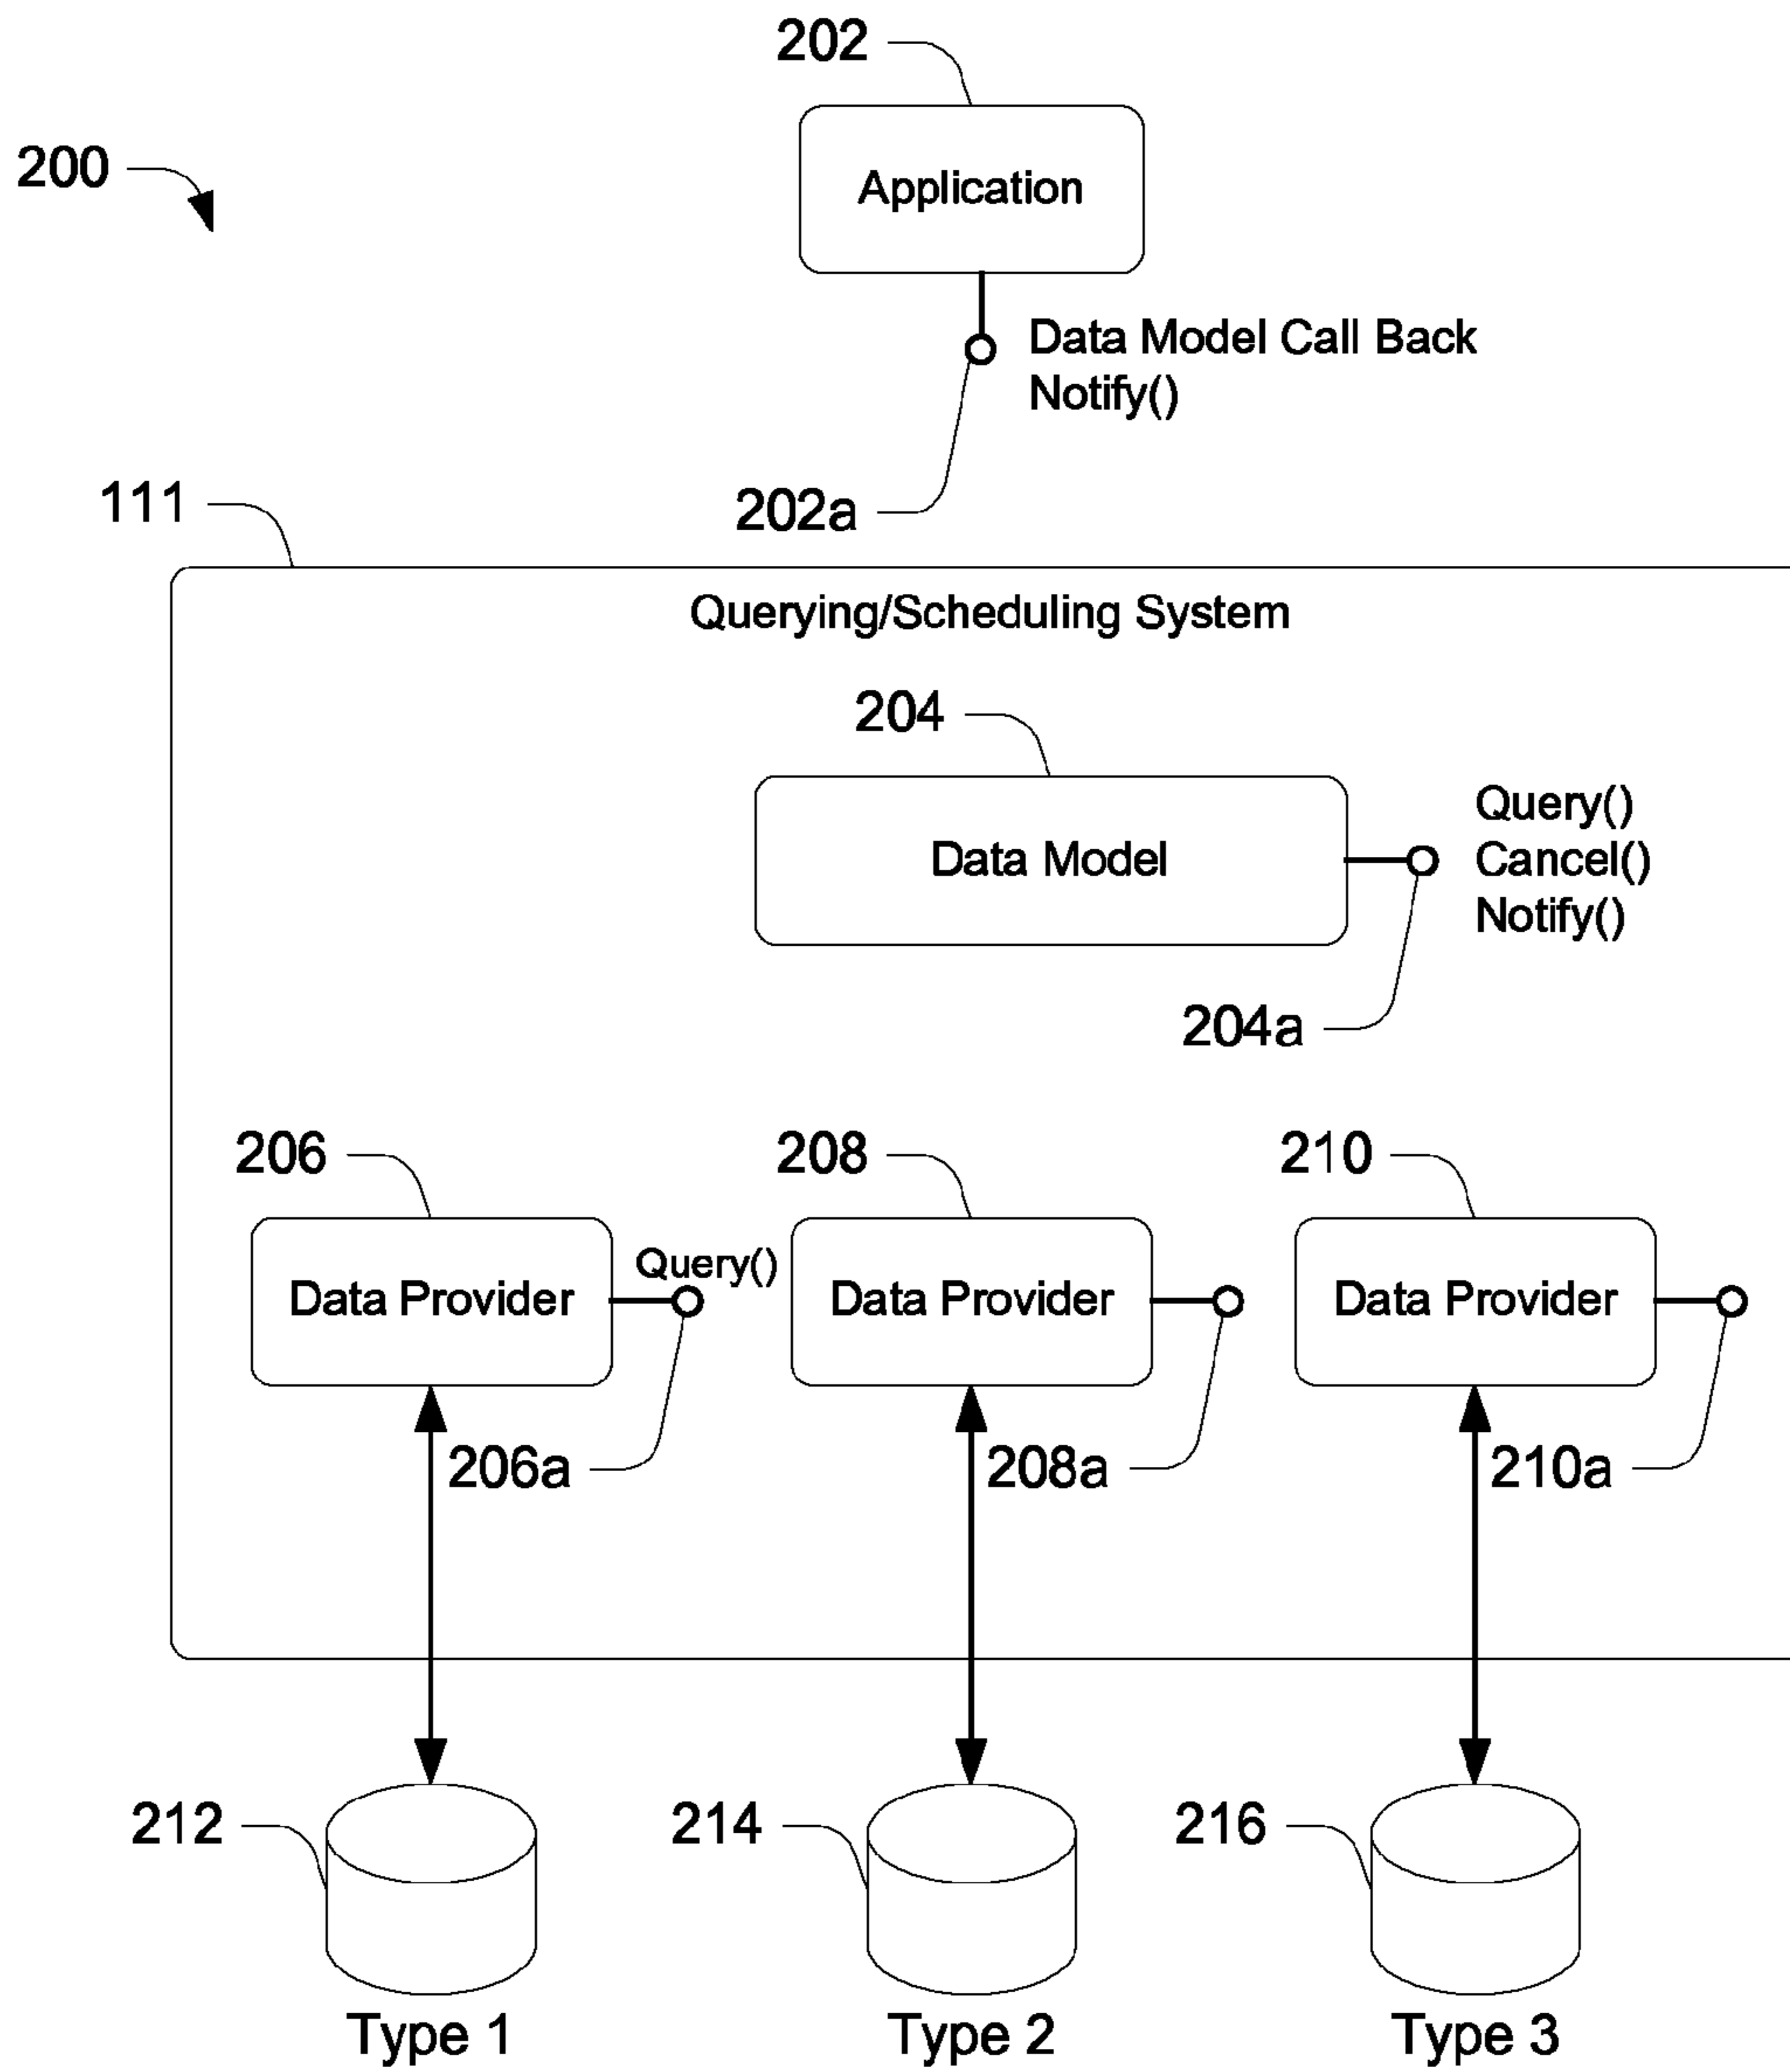 202
200
Application
Data Model Call Back
Notify()
202a
111
Querying/Scheduling System
204
Query()
Data Model
Cancel()
Notify()
204a
206
208
210
Query()
Data Provider
Data Provider
Data Provider
206a
208a
210a
212
214
216
Type 1
Type 2
Type 3